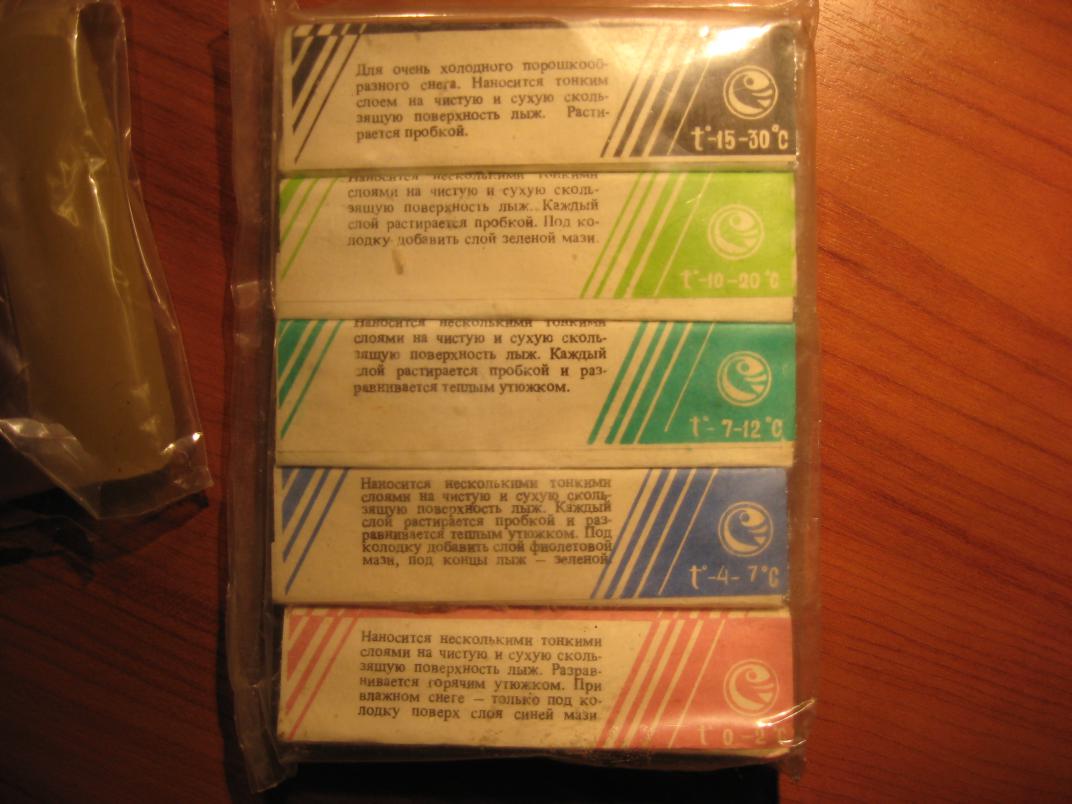 Для очень холодного порошкооб-
разного снега. Наносится тонким
слоем на чистую и сухую сколь-
зящую поверхность лыж. Расти-
рается пробкой.
t°-15-30°C
Наносится несколькими тонкими
слоями на чистую и сухую сколь-
зящую поверхность лыж. Каждый
слой растирается пробкой. Под ко-
лодку добавить слой зеленой мази.
t°-10-20°C
Наносится несколькими тонкими
слоями на чистую и сухую сколь-
зящую поверхность лыж. Каждый
слой растирается пробкой и раз-
равнивается теплым утюжком.
t°-7-12°C
Наносится несколькими тонкими
слоями на чистую и сухую сколь-
зящую поверхность лыж. Каждый
слой растирается пробкой и раз-
равнивается теплым утюжком. Под
колодку добавить слой фиолетовой
мази, под концы лыж — зеленой
t°-4-7°C
Наносится несколькими тонкими
слоями на чистую и сухую сколь-
зящую поверхность лыж. Разрав-
нивается горячим утюжком. При
влажном снеге — только под ко-
лодку поверх слоя синей мази
t 0-2°C